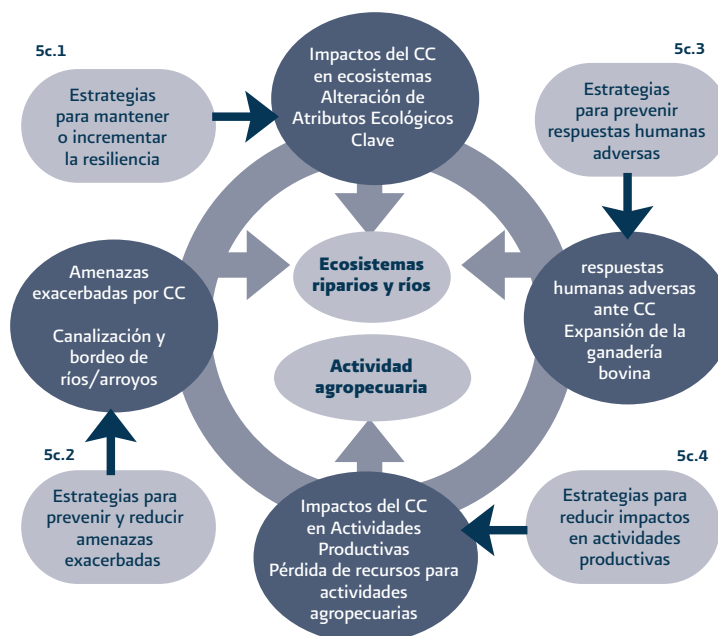 5c.1
Estrategias
para mantener
o incrementar
la resiliencia
Impactos del CC
en ecosistemas
Alteración de
Atributos Ecológicos
Clave
5c.3
Estrategias
para prevenir
respuestas humanas
adversas
Amenazas
exacerbadas por CC
Canalización y
bordeo de
ríos/arroyos
Ecosistemas
riparios y ríos
Actividad
agropecuaria
respuestas
humanas adversas
ante CC
Expansión de la
ganadería
bovina
5c.2
Estrategias para
prevenir y reducir
amenazas
exacerbadas
Impactos del CC
en Actividades
Productivas
Pérdida de recursos para
actividades
agropecuarias
5c.4
Estrategias para
reducir impactos
en actividades
productivas